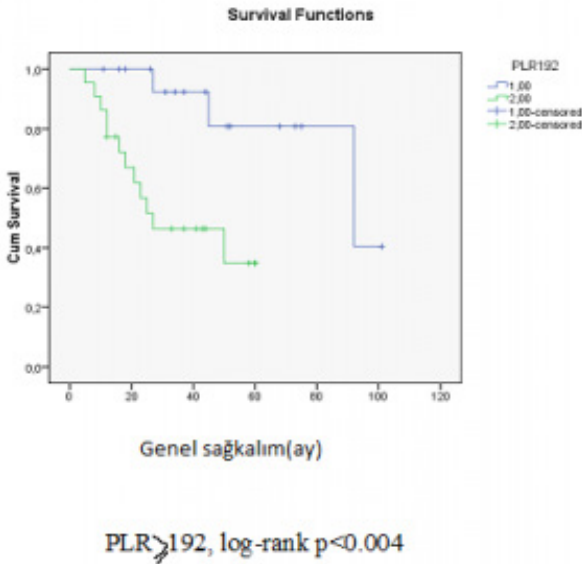 Survival Functions
PLR192
1,00
2,00
1,00-censored
2,00-censored
Cum Survival
1,0
0,8
0,6
0,4
0,2
0,0
0 20 40 60 80 100 120
Genel sağkalım(ay)
PLR⩾192, log-rank p<0.004